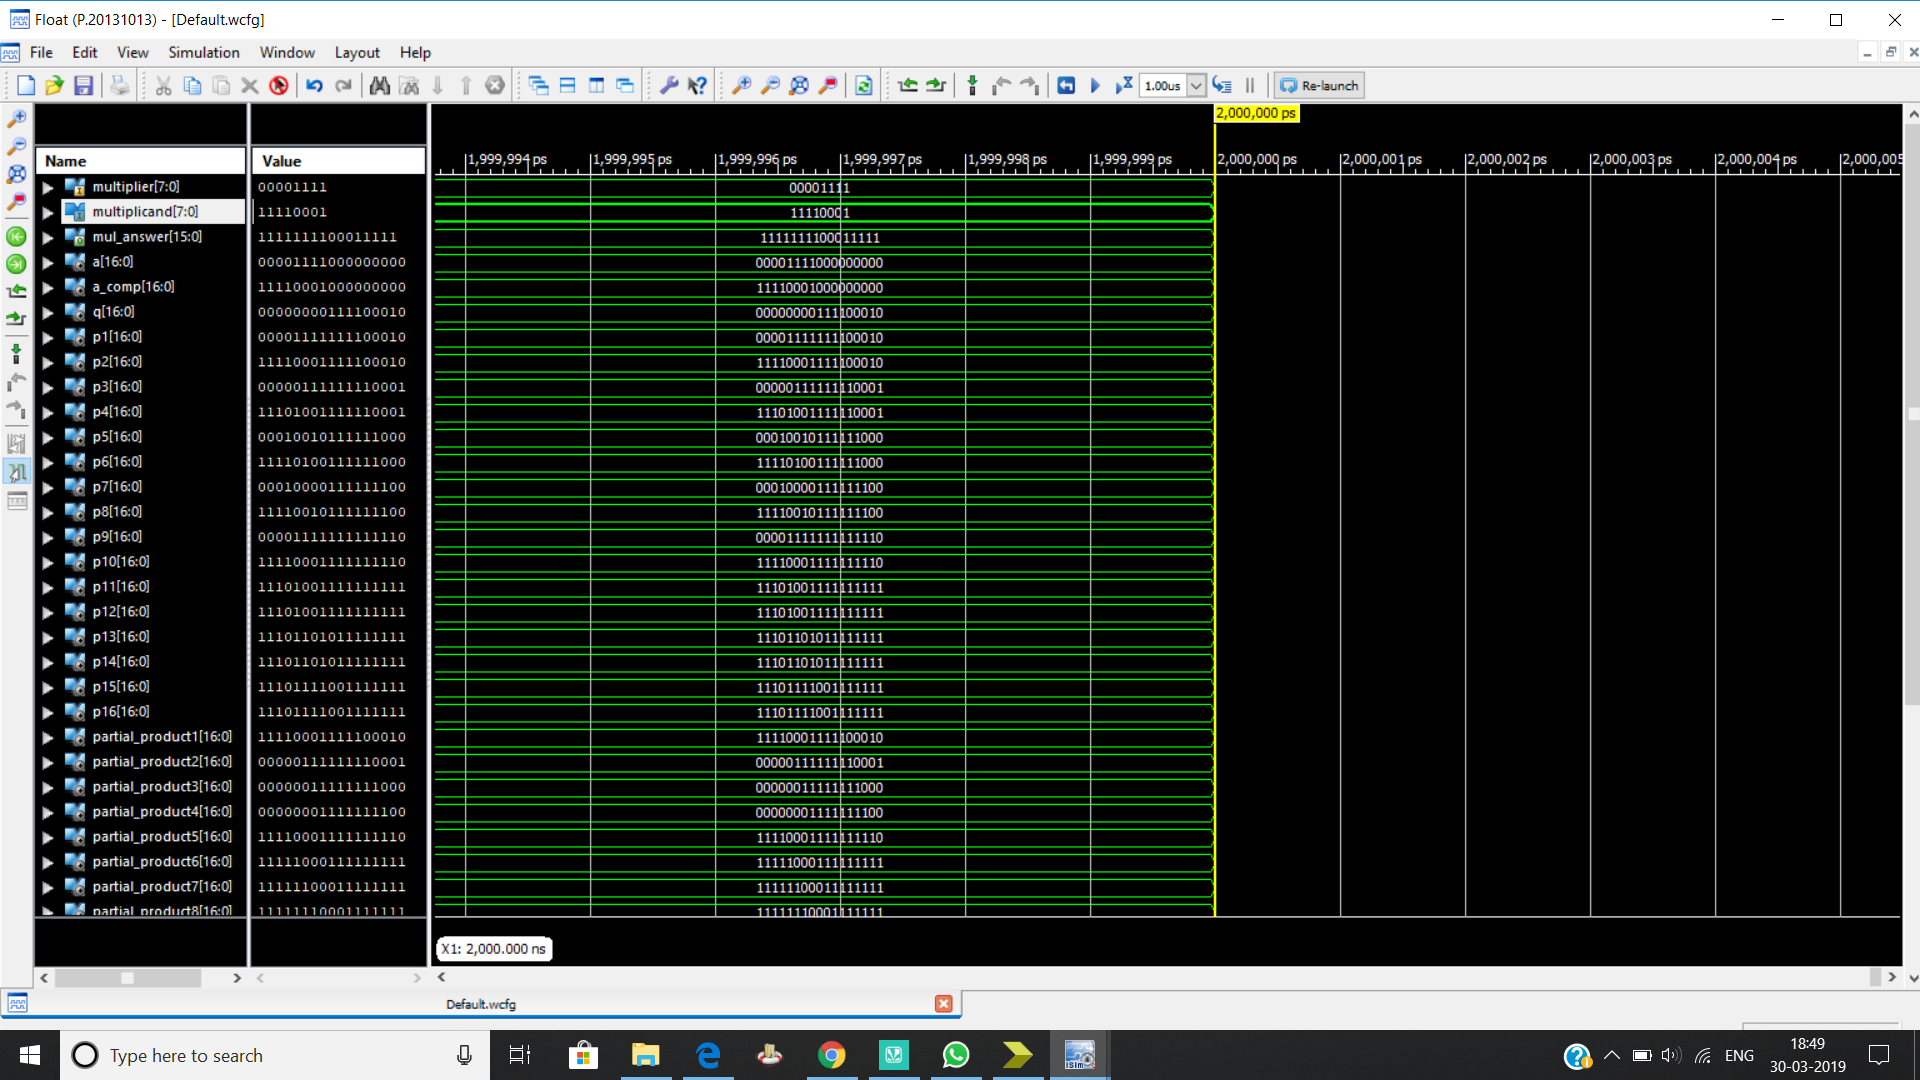 Float (P.20131013) - [Default.wcfg]
File Edit View Simulation Window Layout Help
1.00us Re-launch
2,000,000 ps
Name Value
1,999,994 ps 1,999,995 ps 1,999,996 ps 1,999,997 ps 1,999,998 ps 1,999,999 ps 2,000,000 ps 2,000,001 ps 2,000,002 ps 2,000,003 ps 2,000,004 ps 2,000,005
multiplier[7:0] 00001111 00001111
multiplicand[7:0] 11110001 11110001
mul_answer[15:0] 1111111100011111 1111111100011111
a[16:0] 00001111000000000 00001111000000000
a_comp[16:0] 11110001000000000 11110001000000000
q[16:0] 00000000111100010 00000000111100010
p1[16:0] 00001111111100010 00001111111100010
p2[16:0] 11110001111100010 11110001111100010
p3[16:0] 00000111111110001 00000111111110001
p4[16:0] 11101001111110001 11101001111110001
p5[16:0] 00010010111111000 00010010111111000
p6[16:0] 11110100111111000 11110100111111000
p7[16:0] 00010000111111100 00010000111111100
p8[16:0] 11110010111111100 11110010111111100
p9[16:0] 00001111111111110 00001111111111110
p10[16:0] 11110001111111110 11110001111111110
p11[16:0] 11101001111111111 11101001111111111
p12[16:0] 11101001111111111 11101001111111111
p13[16:0] 11101101011111111 11101101011111111
p14[16:0] 11101101011111111 11101101011111111
p15[16:0] 11101111001111111 11101111001111111
p16[16:0] 11101111001111111 11101111001111111
partial_product1[16:0] 11110001111100010 11110001111100010
partial_product2[16:0] 00000111111110001 00000111111110001
partial_product3[16:0] 00000011111111000 00000011111111000
partial_product4[16:0] 00000001111111100 00000001111111100
partial_product5[16:0] 11110001111111110 11110001111111110
partial_product6[16:0] 11111000111111111 11111000111111111
partial_product7[16:0] 11111100011111111 11111100011111111
partial_product8[16:0] 11111110001111111 11111110001111111
X1: 2,000.000 ns
Default.wcfg
Type here to search
ISim
ENG
18:49
30-03-2019